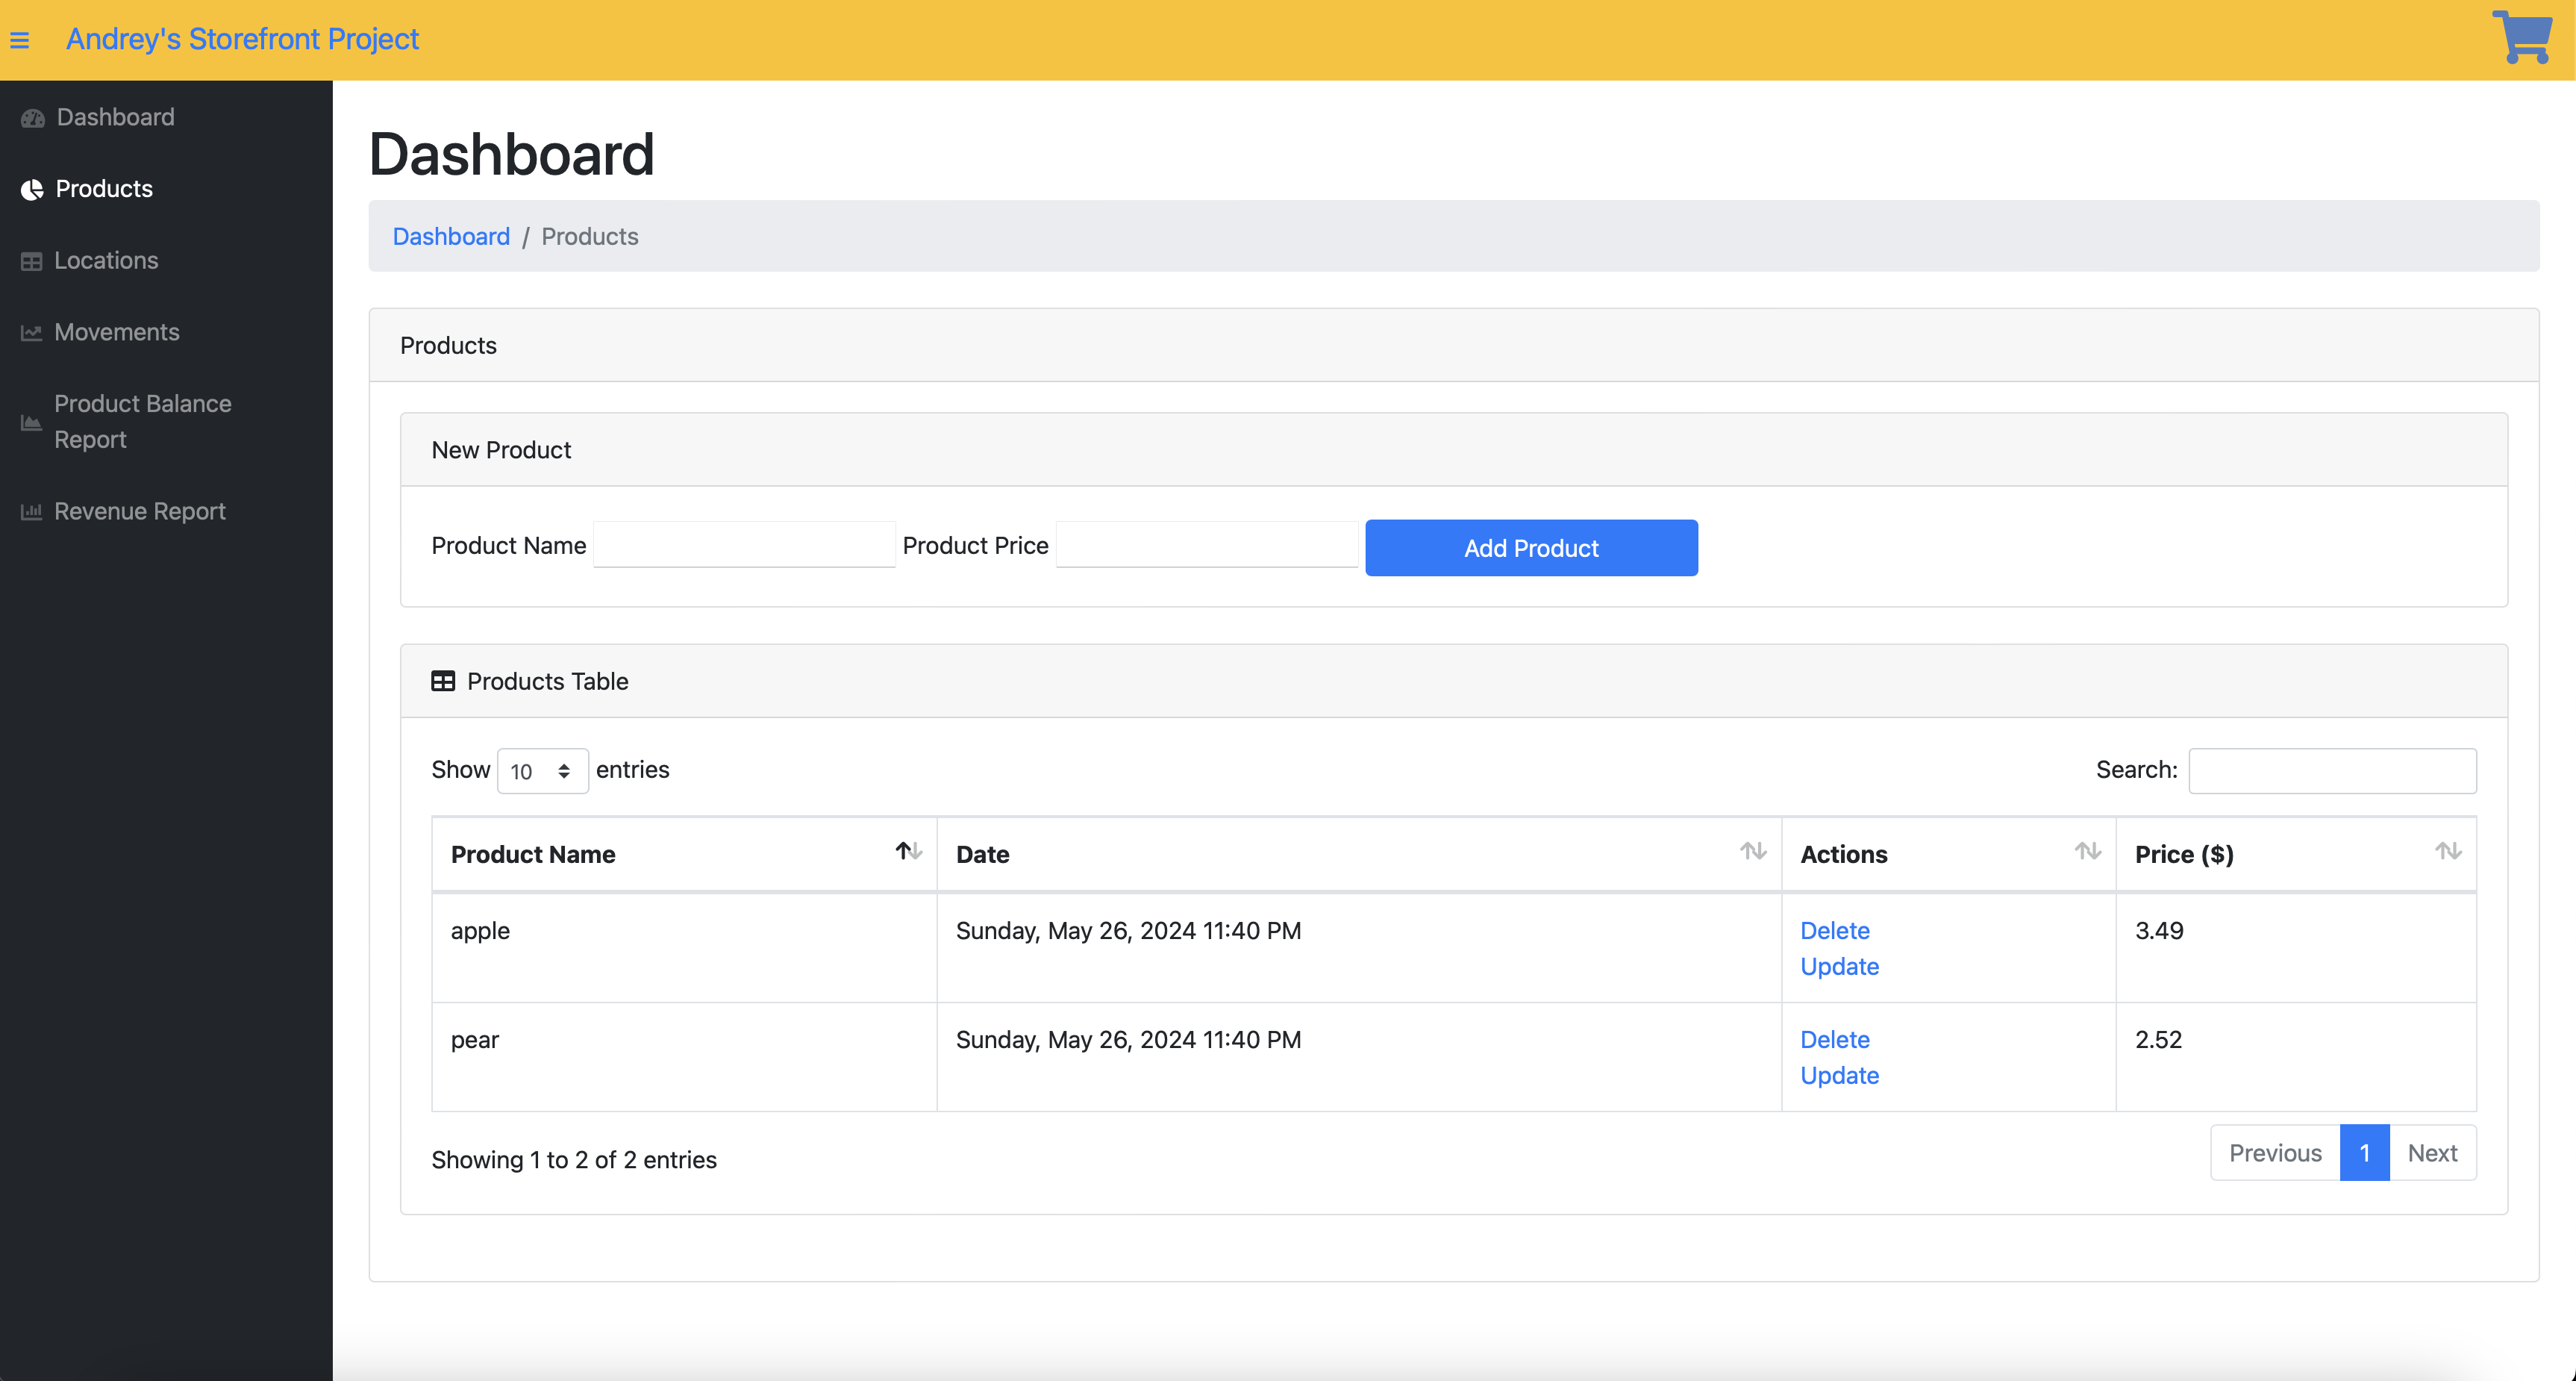 Andrey's Storefront Project
Dashboard
Products
Locations
Movements
Product Balance
Report
Revenue Report
Dashboard
Dashboard / Products
Products
New Product
Product Name Product Price Add Product
Products Table
Show 10 entries Search:
Product Name Date Actions Price ($)
apple Sunday, May 26, 2024 11:40 PM Delete 3.49
Update
pear Sunday, May 26, 2024 11:40 PM Delete 2.52
Update
Showing 1 to 2 of 2 entries Previous 1 Next